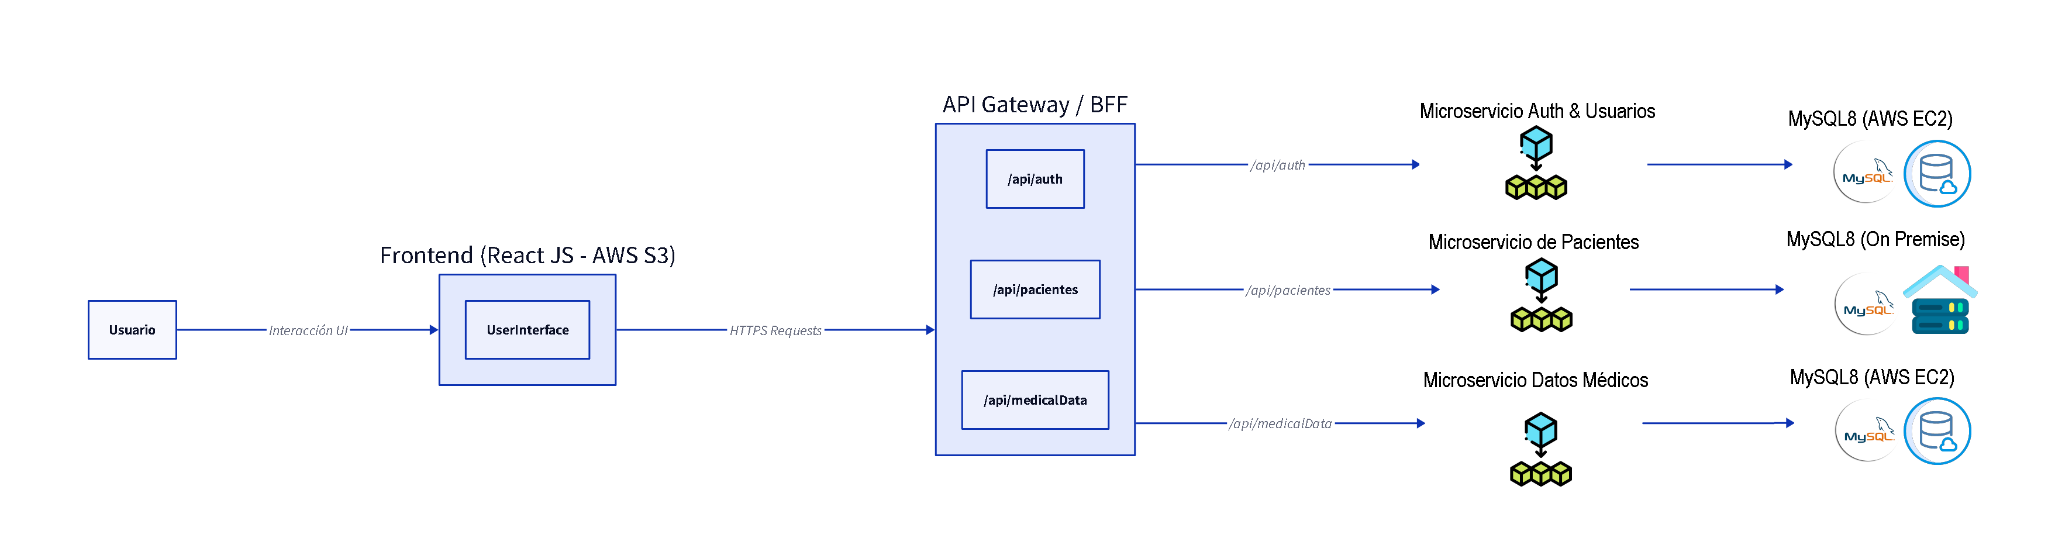 Usuario
Interacción UI
Frontend (React JS - AWS S3)
UserInterface
HTTPS Requests
API Gateway / BFF
/api/auth
/api/pacientes
/api/medicalData
/api/auth
/api/pacientes
/api/medicalData
Microservicio Auth & Usuarios
Microservicio de Pacientes
Microservicio Datos Médicos
MySQL8 (AWS EC2)
MySQL
MySQL8 (On Premise)
MySQL
MySQL8 (AWS EC2)
MySQL